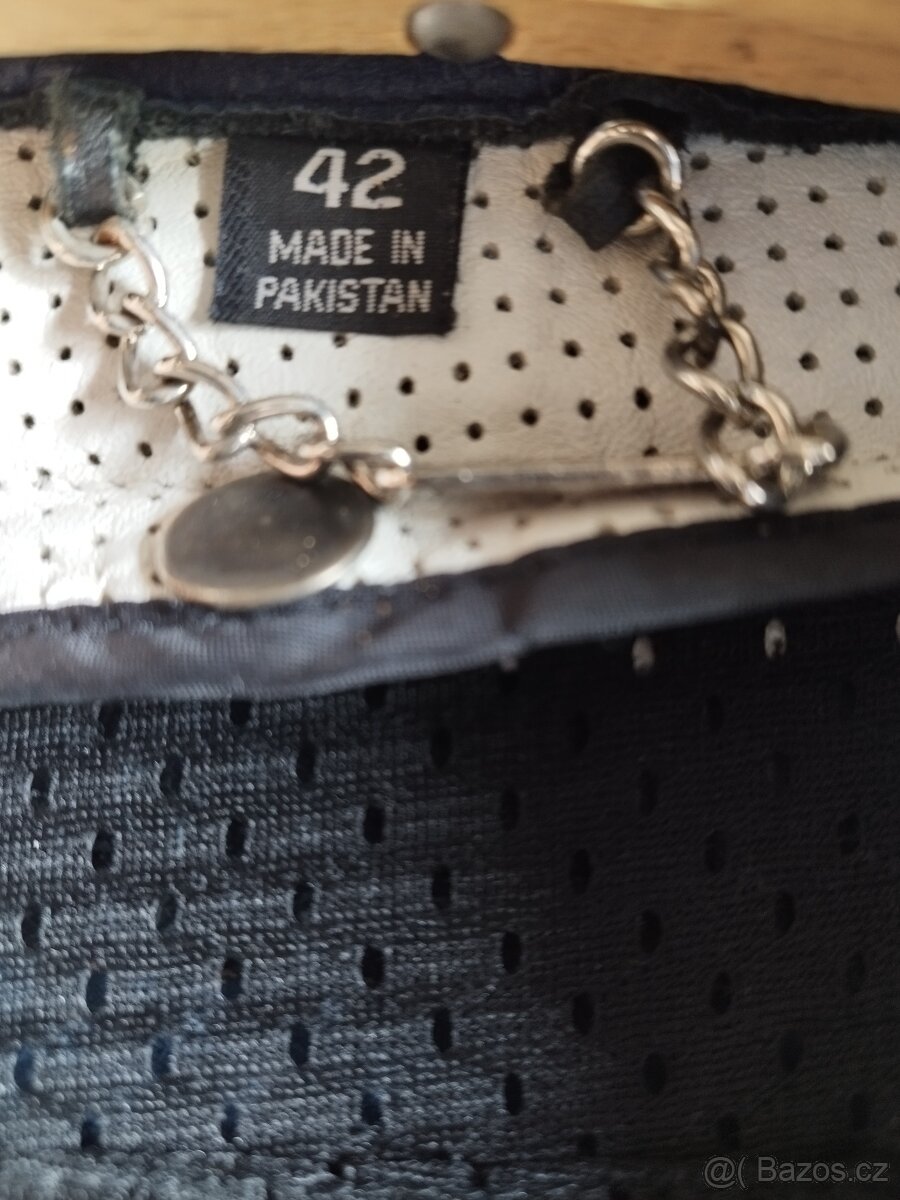 42
MADE IN
PAKISTAN
@( Bazos.cz